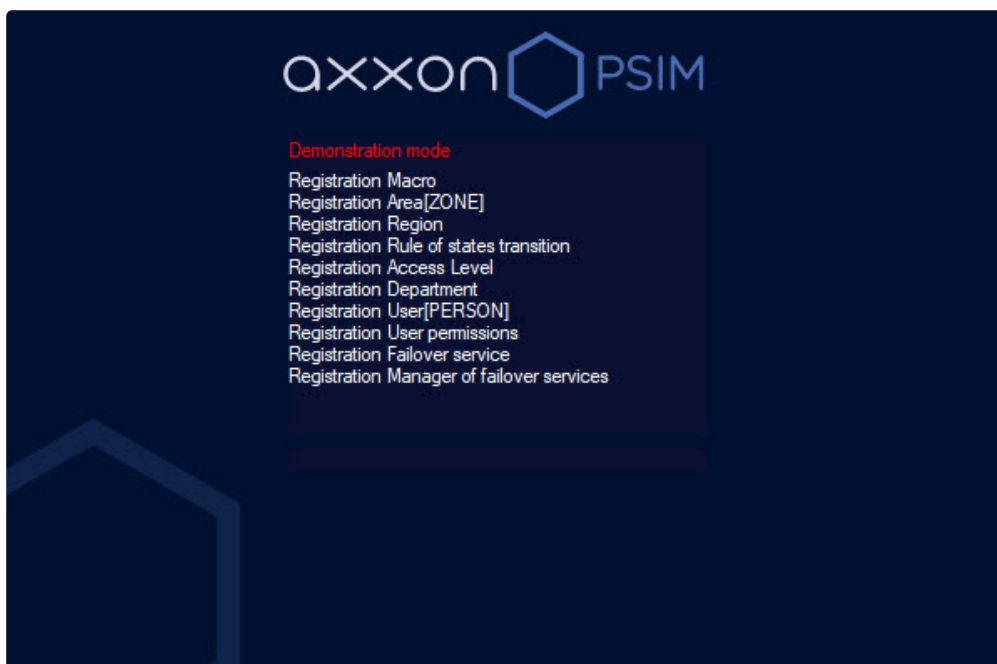 axxon PSIM
Demonstration mode
Registration Macro
Registration Area[ZONE]
Registration Region
Registration Rule of states transition
Registration Access Level
Registration Department
Registration User[PERSON]
Registration User permissions
Registration Failover service
Registration Manager of failover services